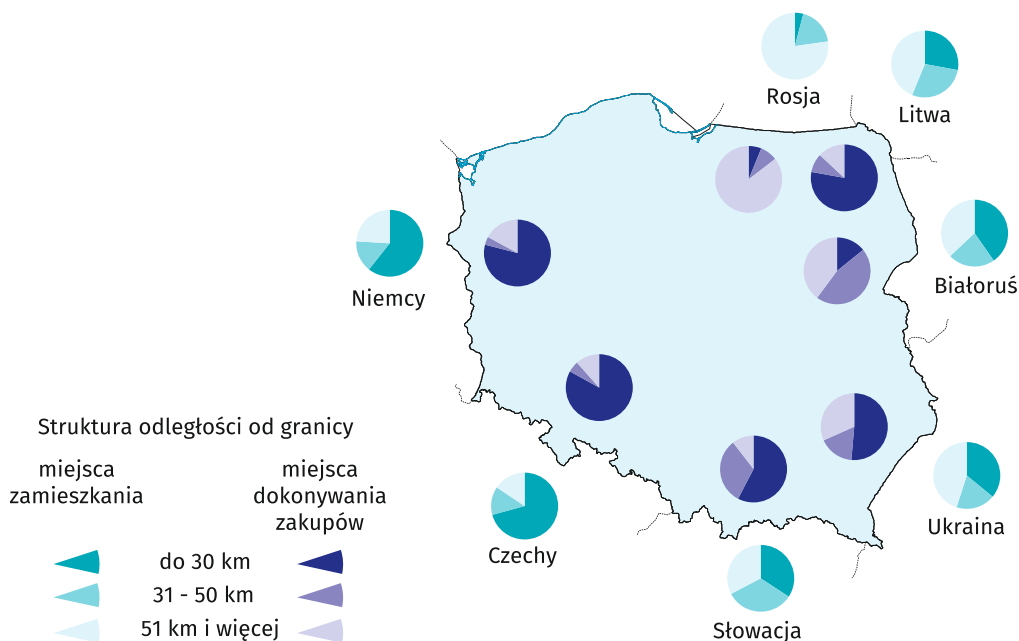 Rosja
Litwa
Białoruś
Niemcy
Struktura odległości od granicy
miejsca
zamieszkania
miejsca
dokonywania
zakupów
do 30 km
31 - 50 km
51 km i więcej
Czechy
Ukraina
Słowacja